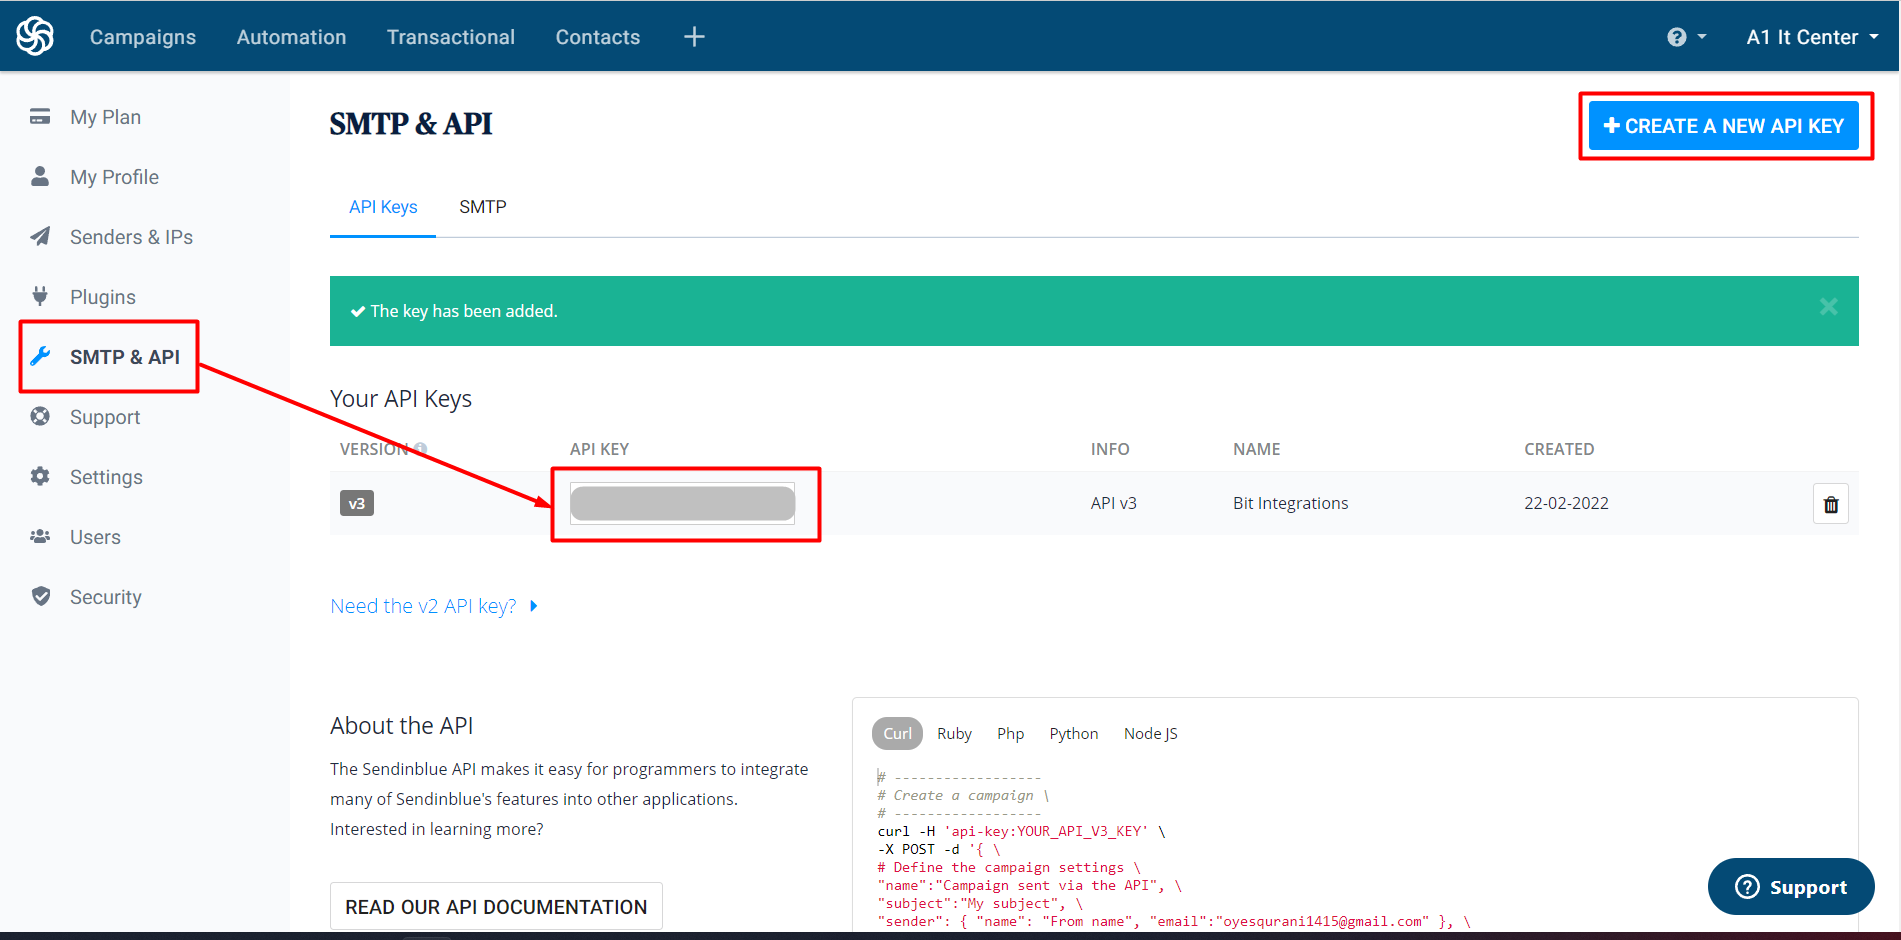 Campaigns Automation Transactional Contacts + ? A1 It Center
My Plan
My Profile
Senders & IPs
Plugins
SMTP & API
Support
Settings
Users
Security
SMTP & API
+ CREATE A NEW API KEY
API Keys SMTP
The key has been added.
Your API Keys
VERSION API KEY INFO NAME CREATED
v3 API v3 Bit Integrations 22-02-2022
Need the v2 API key?
About the API
The Sendinblue API makes it easy for programmers to integrate
many of Sendinblue's features into other applications.
Interested in learning more?
READ OUR API DOCUMENTATION
Curl Ruby Php Python Node JS
# ------------------
# Create a campaign \
# ------------------
curl -H 'api-key:YOUR_API_V3_KEY' \
-X POST -d '{ \
# Define the campaign settings \
"name":"Campaign sent via the API", \
"subject":"My subject", \
"sender": { "name": "From name", "email":"oyesqurani1415@gmail.com" }, \
? Support